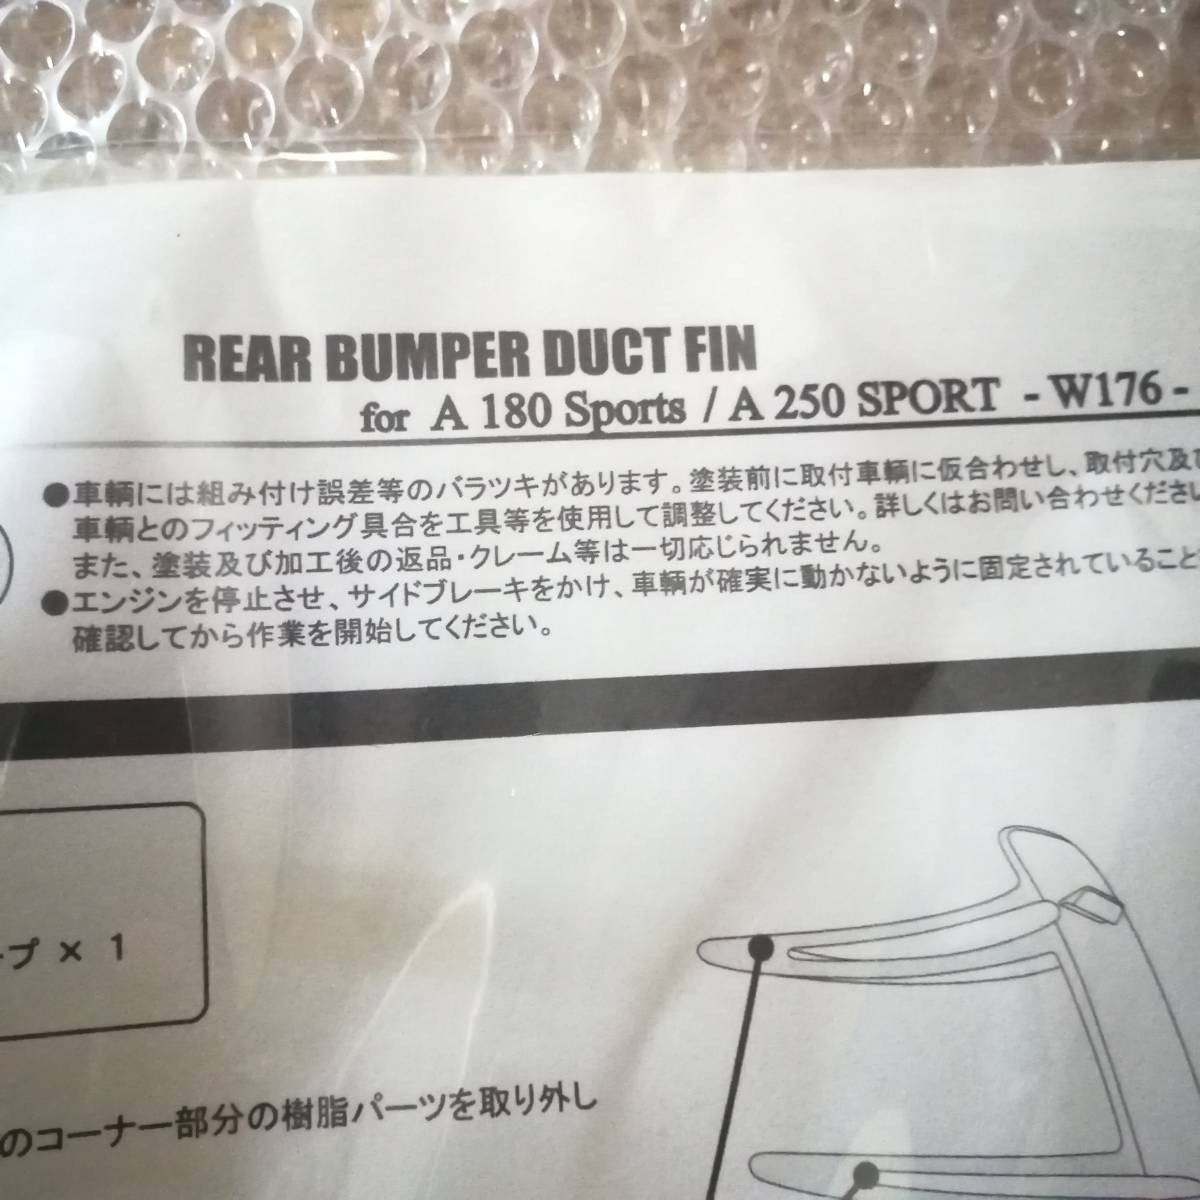 REAR BUMPER DUCT FIN
for A 180 Sports / A 250 SPORT - W176 -
●車輌には組み付け誤差等のバラツキがあります。塗装前に取付車輌に仮合わせし、取付穴及び
車輌とのフィッティング具合を工具等を使用して調整してください。詳しくはお問い合わせください
また、塗装及び加工後の返品・クレーム等は一切応じられません。
●エンジンを停止させ、サイドブレーキをかけ、車輌が確実に動かないように固定されていること
確認してから作業を開始してください。
ープ × 1
のコーナー部分の樹脂パーツを取り外し